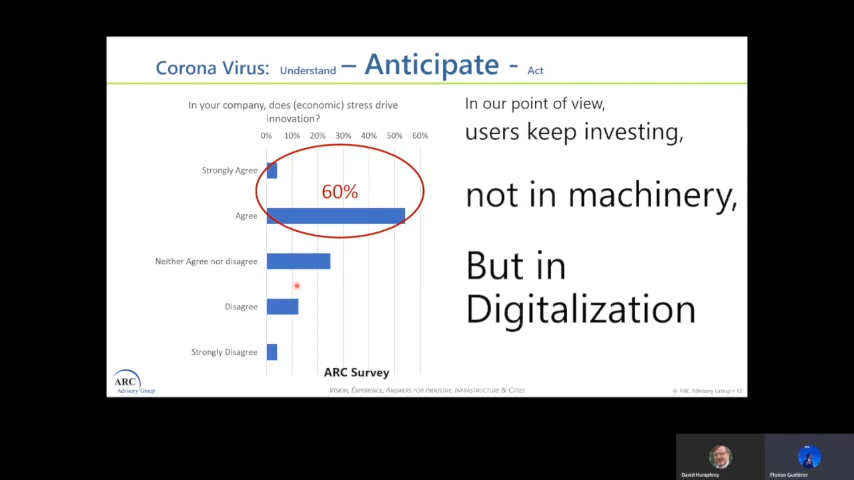 Corona Virus: Understand – Anticipate - Act
In your company, does (economic) stress drive
innovation?
0% 10% 20% 30% 40% 50% 60%
Strongly Agree
60%
Agree
Neither Agree nor disagree
Disagree
Strongly Disagree
ARC Survey
In our point of view,
users keep investing,
not in machinery,
But in
Digitalization
ARC
Advisory Group
VISION, EXPERIENCE, ANSWERS FOR INDUSTRY, INFRASTRUCTURE & CITIES
© ARC Advisory Group • 12
David Humphrey
Florian Gueldner